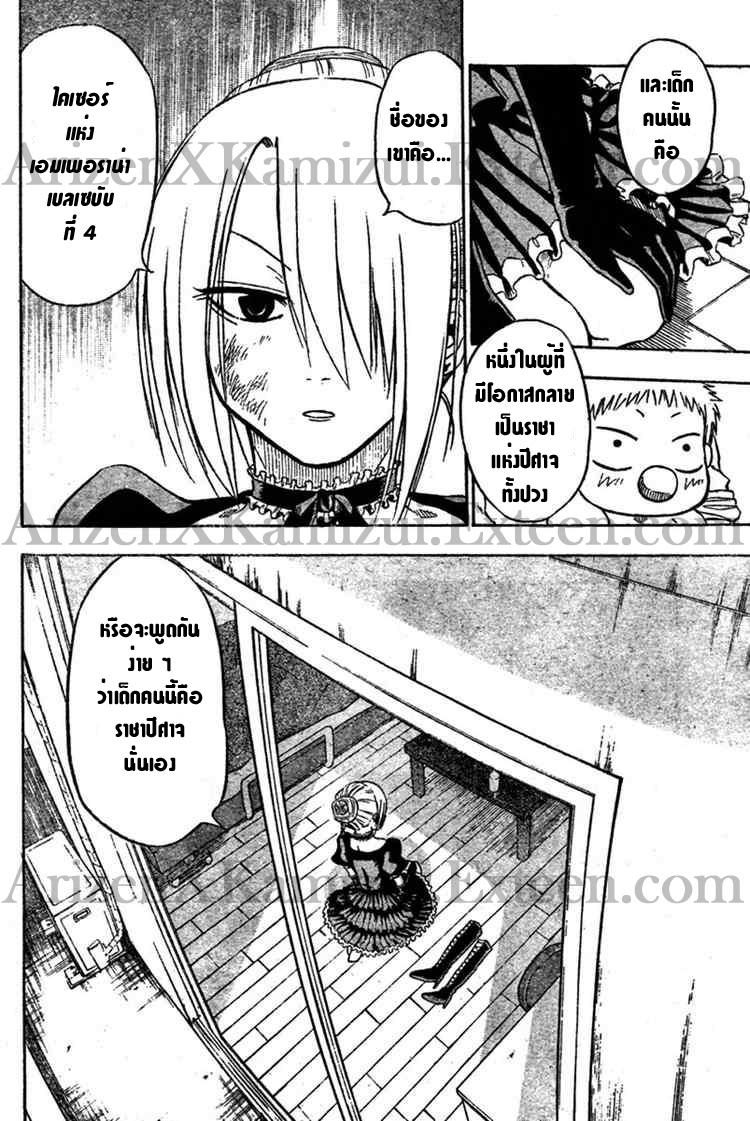 และเด็ก
คนนั้น
คือ
หนึ่งในผู้ที่
มีโอกาสกลาย
เป็นราชา
แห่งปีศาจ
ทั้งปวง
ชื่อของ
เขาคือ...
ไคเซอร์
แห่ง
เอมเพอราน่า
เบลเซบับ
ที่ 4
ArizenXKamizui.Exteen.com
ArizenXKamizui.Exteen.com
หรือจะพูดกัน
ง่าย ๆ
ว่าเด็กคนนี้คือ
ราชาปีศาจ
นั่นเอง
ArizenXKamizui.Exteen.com